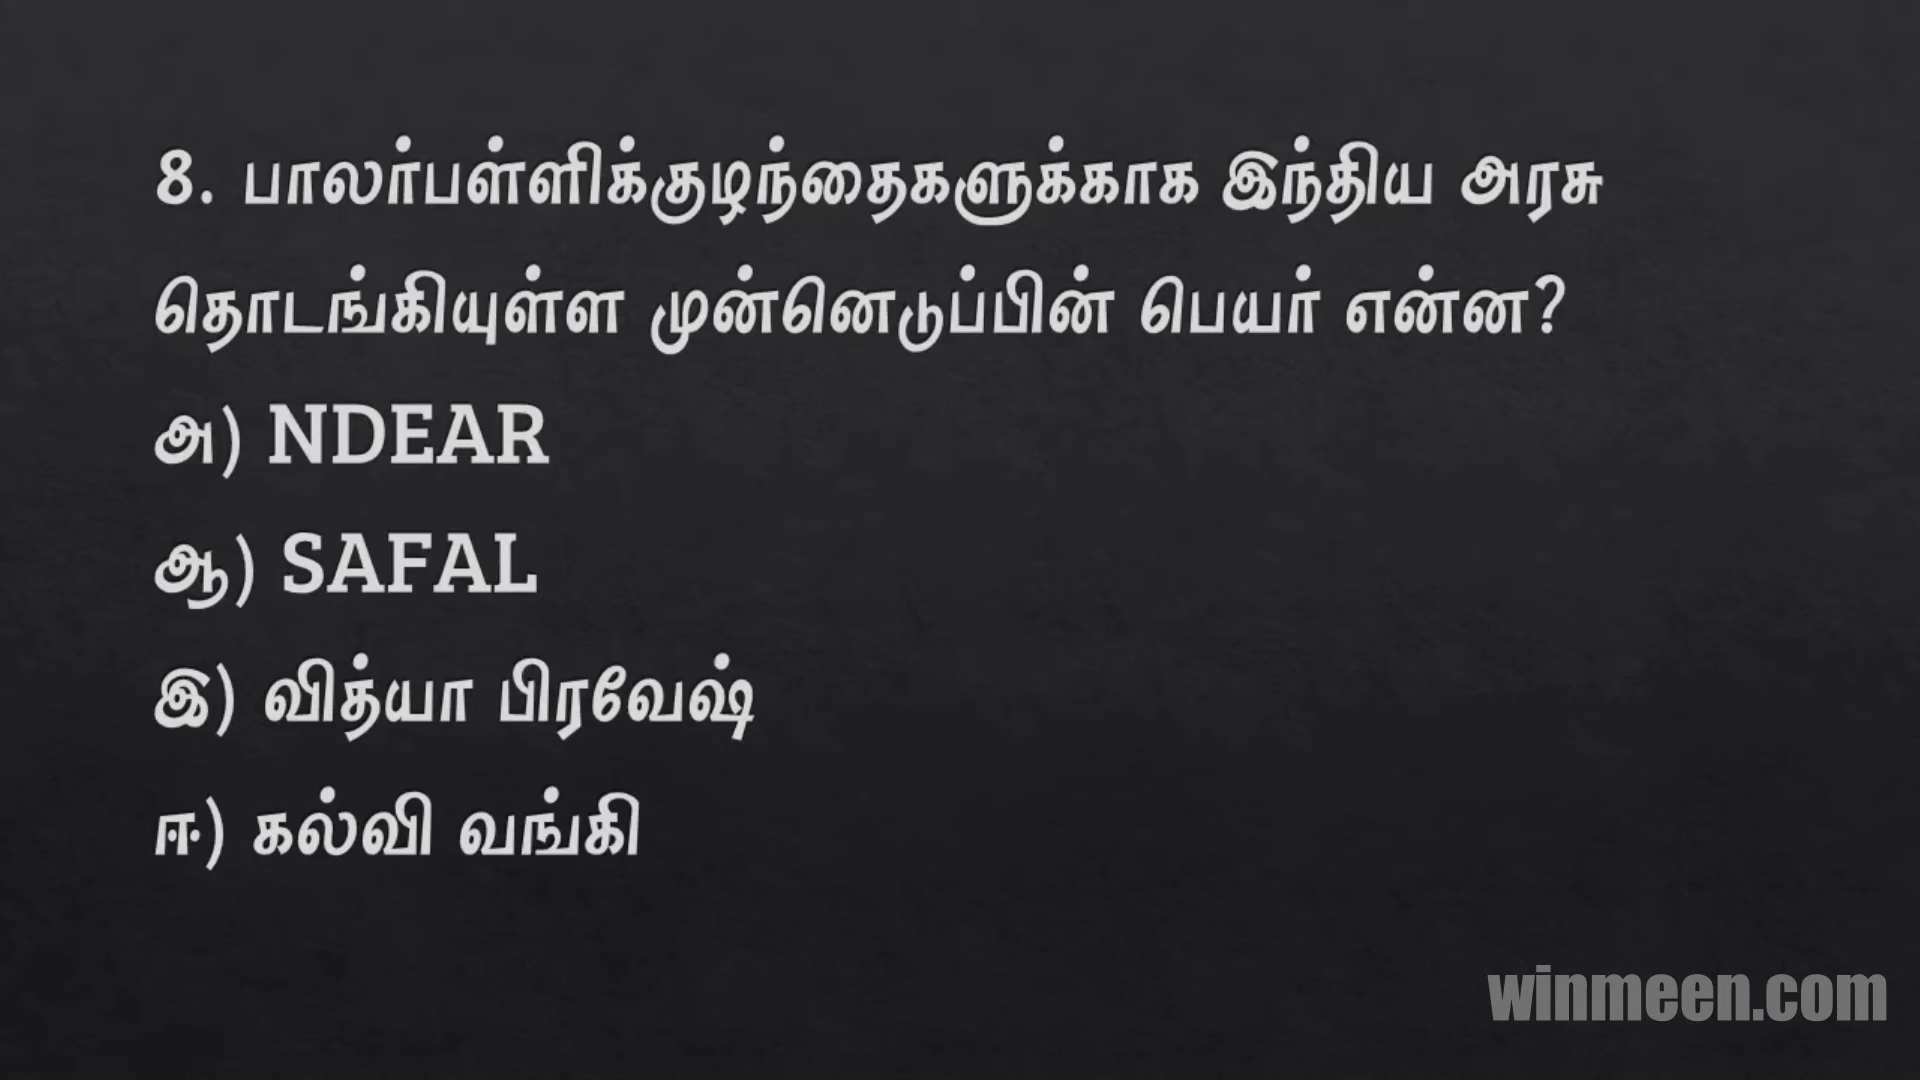 8. பாலர்பள்ளிக்குழந்தைகளுக்காக இந்திய அரசு
தொடங்கியுள்ள முன்னெடுப்பின் பெயர் என்ன?
அ) NDEAR
ஆ) SAFAL
இ) வித்யா பிரவேஷ்
ஈ) கல்வி வங்கி
winmeen.com